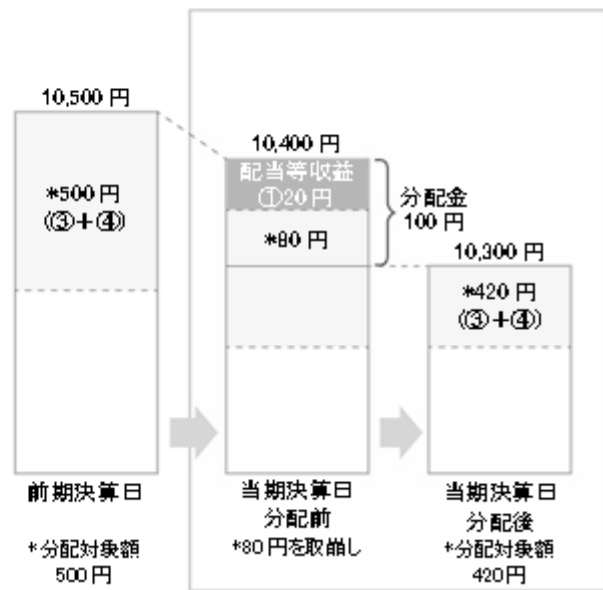 10,500 円
*500 円
(③+④)
前期決算日
*分配対象額
500 円
10,400 円
配当等収益
①20 円
*80 円
分配金
100 円
当期決算日
分配前
*80 円を取崩し
10,300 円
*420 円
(③+④)
当期決算日
分配後
*分配対象額
420 円